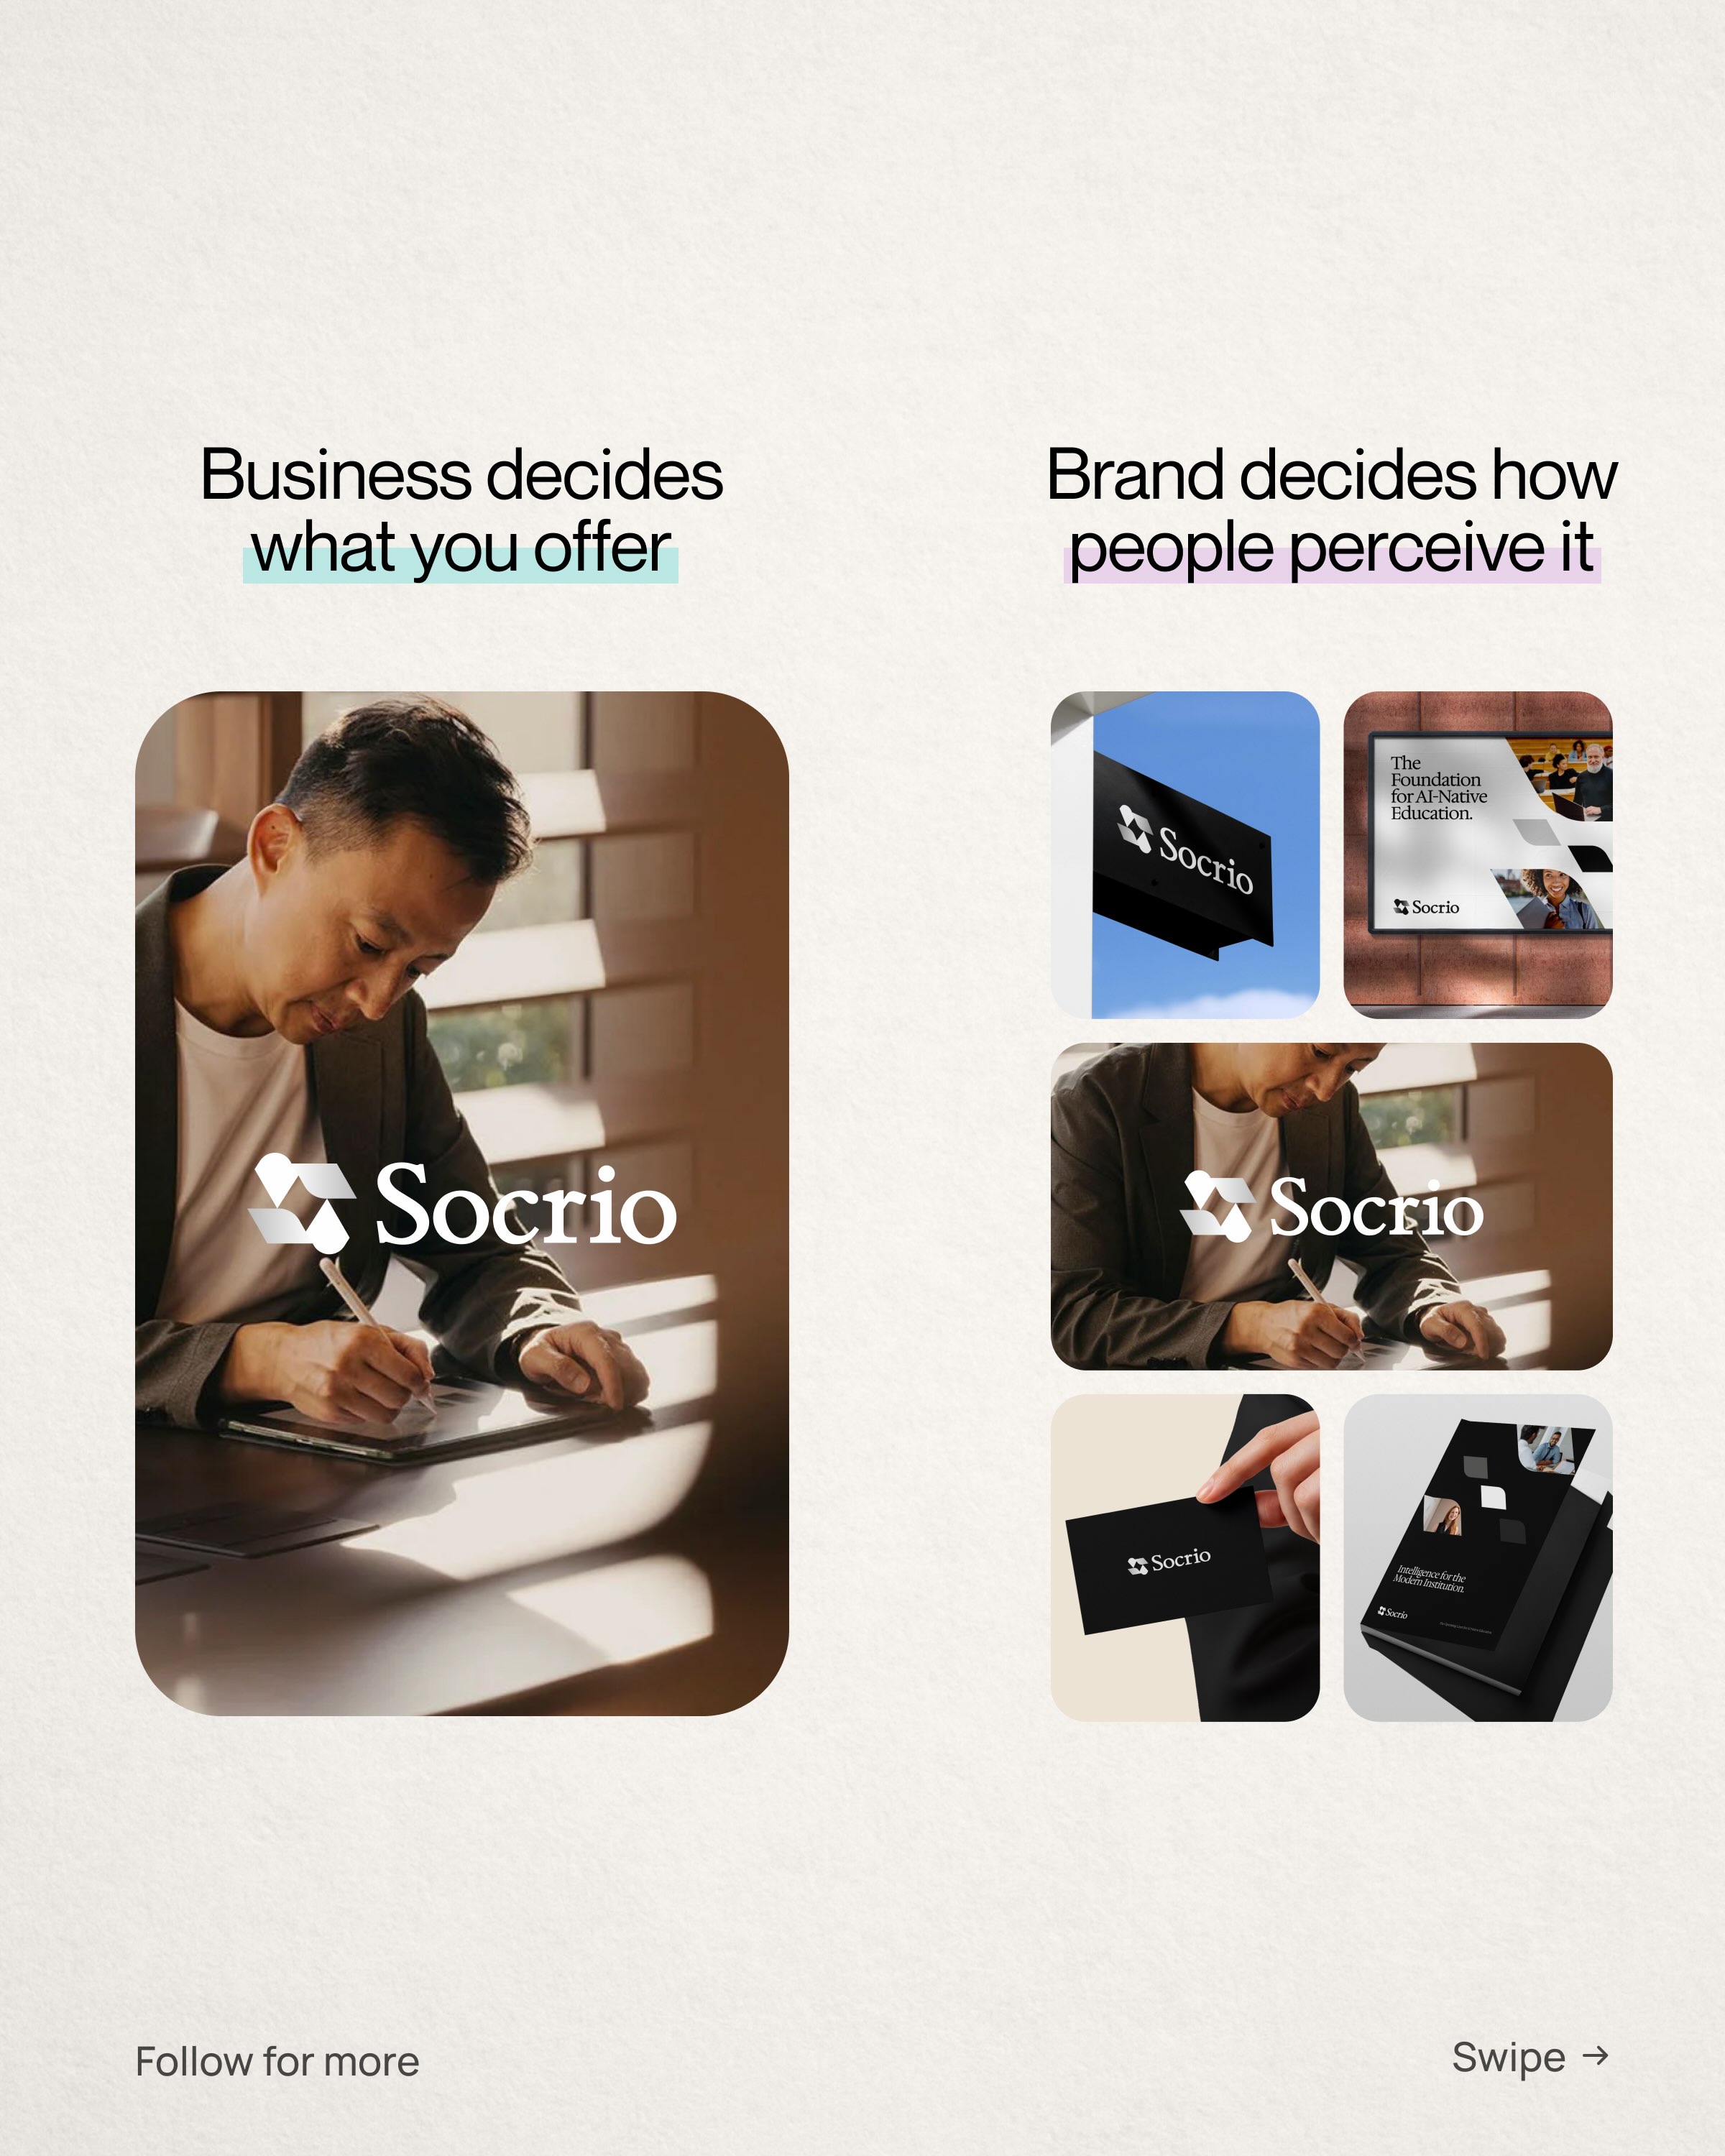 Business decides
what you offer
Brand decides how
people perceive it
Socrio
Socrio
The
Foundation
for AI-Native
Education.
Socrio
Socrio
Socrio
Intelligence for the
Modern Institution.
Socrio
Follow for more
Swipe →